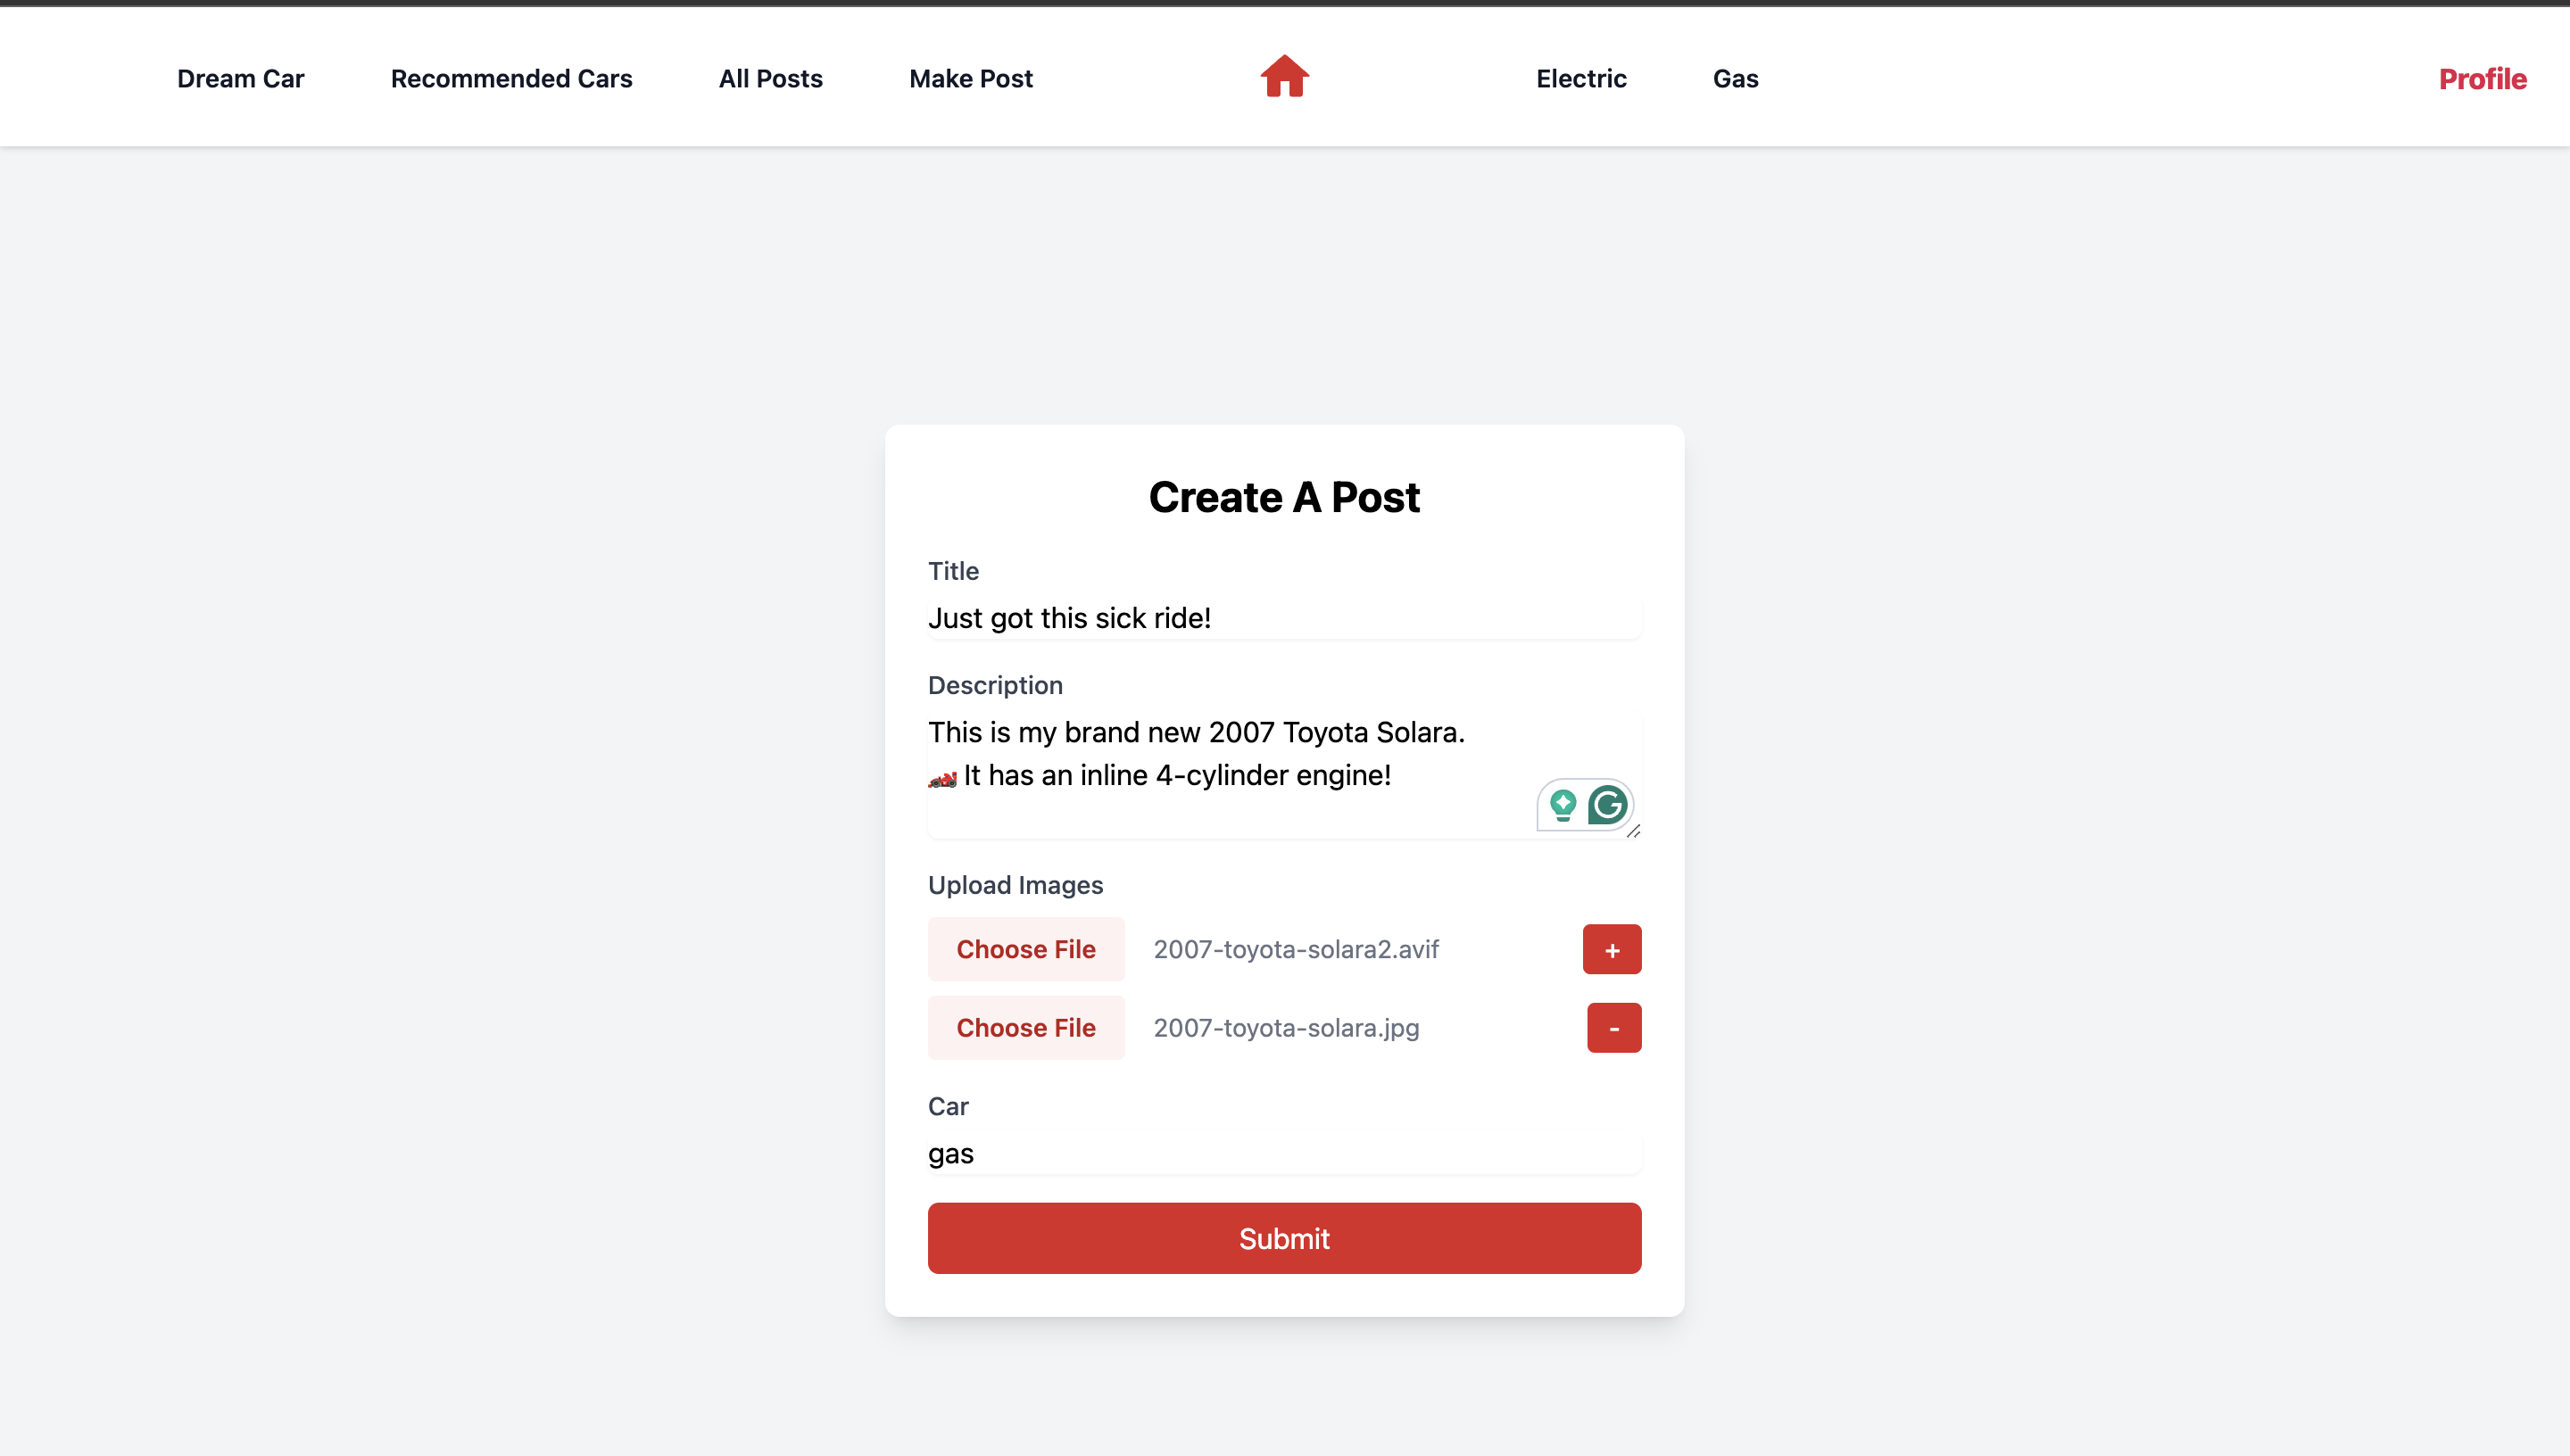 Dream Car Recommended Cars All Posts Make Post Electric Gas Profile
Create A Post
Title
Just got this sick ride!
Description
This is my brand new 2007 Toyota Solara.
🏎️ It has an inline 4-cylinder engine!
Upload Images
Choose File 2007-toyota-solara2.avif +
Choose File 2007-toyota-solara.jpg -
Car
gas
Submit